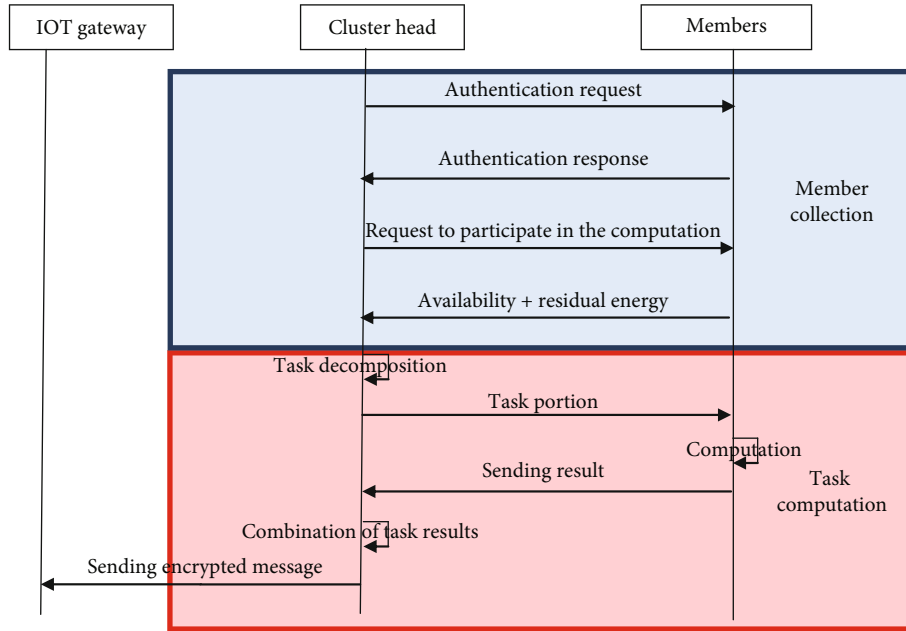 IOT gateway
Cluster head
Members
Authentication request
Authentication response
Member
collection
Request to participate in the computation
Availability + residual energy
Task decomposition
Task portion
Computation
Sending result
Task
computation
Combination of task results
Sending encrypted message